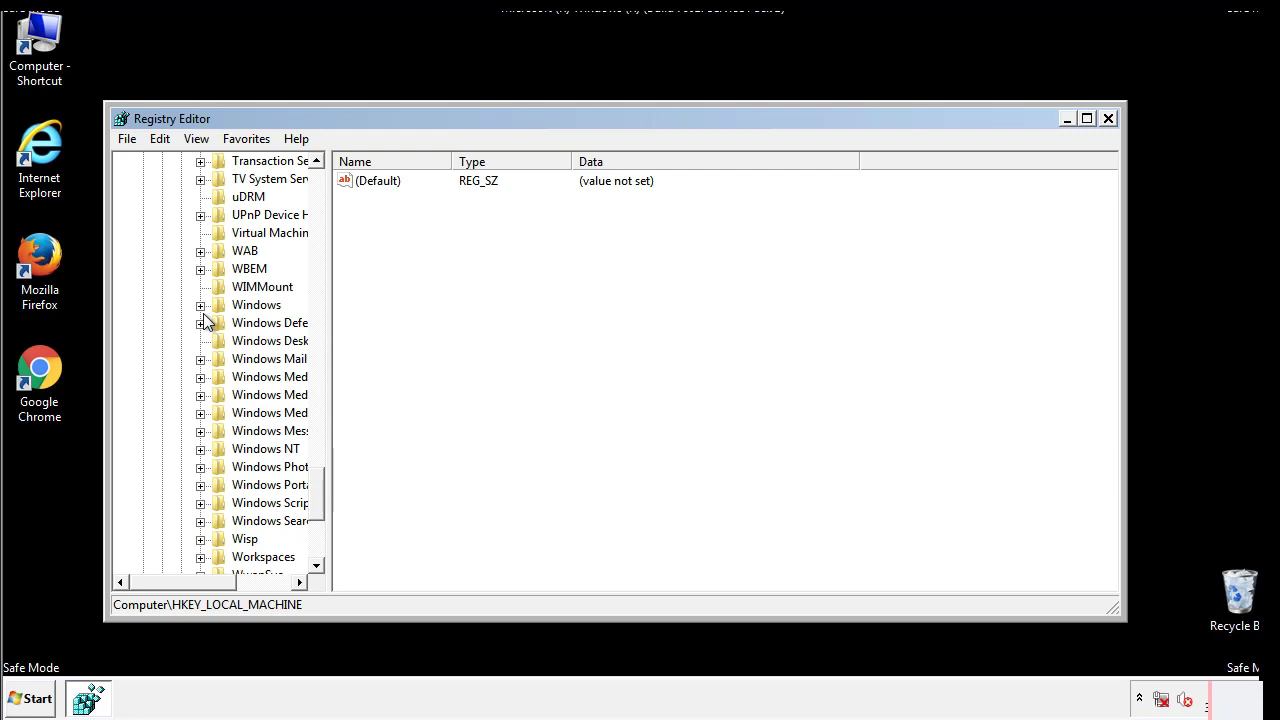 Computer -
Shortcut
Internet
Explorer
Mozilla
Firefox
Google
Chrome
Registry Editor
File Edit View Favorites Help
Transaction Se
TV System Serv
uDRM
UPnP Device H
Virtual Machin
WAB
WBEM
WIMMount
Windows
Windows Defe
Windows Desk
Windows Mail
Windows Med
Windows Med
Windows Med
Windows Mess
Windows NT
Windows Phot
Windows Porta
Windows Scrip
Windows Sear
Wisp
Workspaces
Name Type Data
(Default) REG_SZ (value not set)
Computer\HKEY_LOCAL_MACHINE
Recycle B
Safe Mode
Safe M
Start